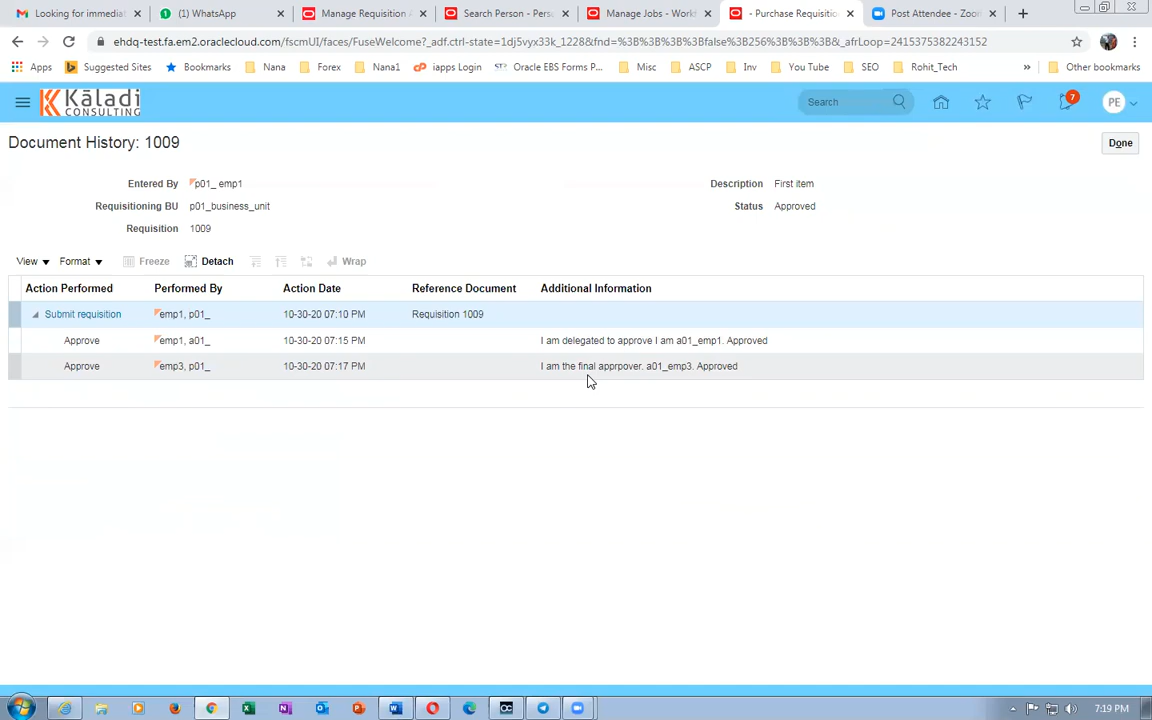 Looking for immediat
(1) WhatsApp
Manage Requisition A
Search Person - Perso
Manage Jobs - Workf
- Purchase Requisitio
Post Attendee - Zoom
ehdq-test.fa.em2.oraclecloud.com/fscmUI/faces/FuseWelcome?_adf.ctrl-state=1dj5vyx33k_1228&fnd=%3B%3B%3B%3Bfalse%3B256%3B%3B%3B&_afrLoop=2415375382243152
Apps Suggested Sites Bookmarks Nana Forex Nana1 iapps Login Oracle EBS Forms P... Misc ASCP Inv You Tube SEO Rohit_Tech » Other bookmarks
Kaladi
CONSULTING
Search
7
PE
Document History: 1009
Done
Entered By p01_ emp1
Description First item
Requisitioning BU p01_business_unit
Status Approved
Requisition 1009
View Format Freeze Detach Wrap
Action Performed Performed By Action Date Reference Document Additional Information
Submit requisition emp1, p01_ 10-30-20 07:10 PM Requisition 1009
Approve emp1, a01_ 10-30-20 07:15 PM I am delegated to approve I am a01_emp1. Approved
Approve emp3, p01_ 10-30-20 07:17 PM I am the final apprpover. a01_emp3. Approved
7:19 PM